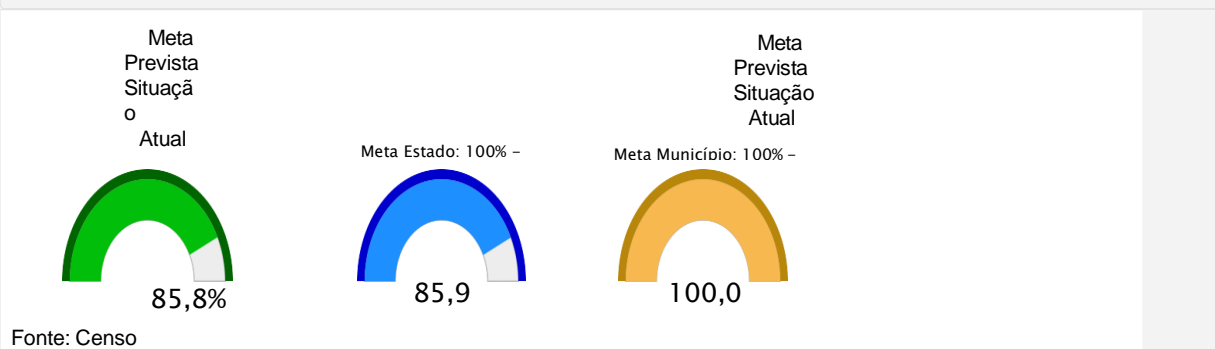 Meta
Prevista
Situaçã
o
Atual
Meta
Prevista
Situação
Atual
Meta Estado: 100% –
Meta Município: 100% –
85,8%
85,9
100,0
Fonte: Censo